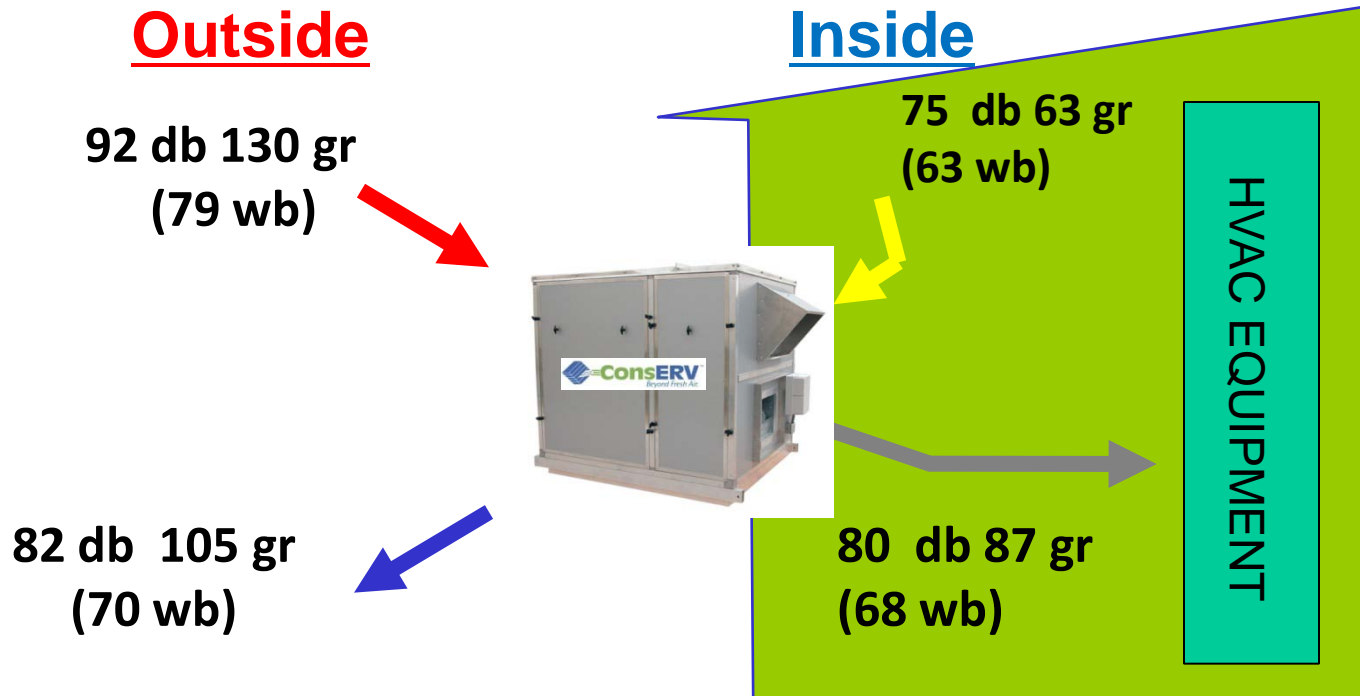 Outside
Inside
92 db 130 gr
(79 wb)
75  db 63 gr
(63 wb)
HVAC EQUIPMENT
ConsERV™
Beyond Fresh Air
82 db  105 gr
(70 wb)
80  db 87 gr
(68 wb)